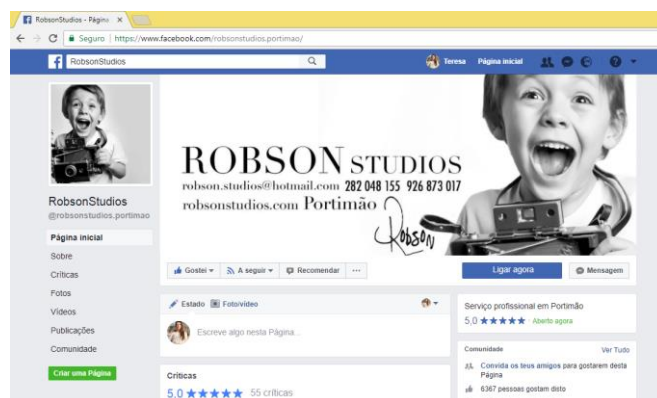 RobsonStudios - Página
Seguro | https://www.facebook.com/robsonstudios.portimao/
RobsonStudios
Teresa Página inicial
ROBSON STUDIOS
robson.studios@hotmail.com 282 048 155 926 873 017
robsonstudios.com Portimão
Robson
RobsonStudios
@robsonstudios.portimao
Página inicial
Sobre
Críticas
Fotos
Vídeos
Publicações
Comunidade
Criar uma Página
Gostei A seguir Recomendar ...
Ligar agora Mensagem
Estado Foto/vídeo
Escreve algo nesta Página...
Críticas
5,0 ★★★★★ 55 críticas
Serviço profissional em Portimão
5,0 ★★★★★ · Aberto agora
Comunidade Ver Tudo
Convida os teus amigos para gostarem desta
Página
6367 pessoas gostam disto